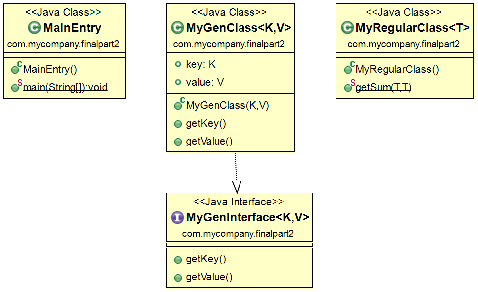 <<Java Class>>
MainEntry
com.mycompany.finalpart2
MainEntry()
main(String[]):void
<<Java Class>>
MyGenClass<K,V>
com.mycompany.finalpart2
key: K
value: V
MyGenClass(K,V)
getKey()
getValue()
<<Java Class>>
MyRegularClass<T>
com.mycompany.finalpart2
MyRegularClass()
getSum(T,T)
<<Java Interface>>
MyGenInterface<K,V>
com.mycompany.finalpart2
getKey()
getValue()